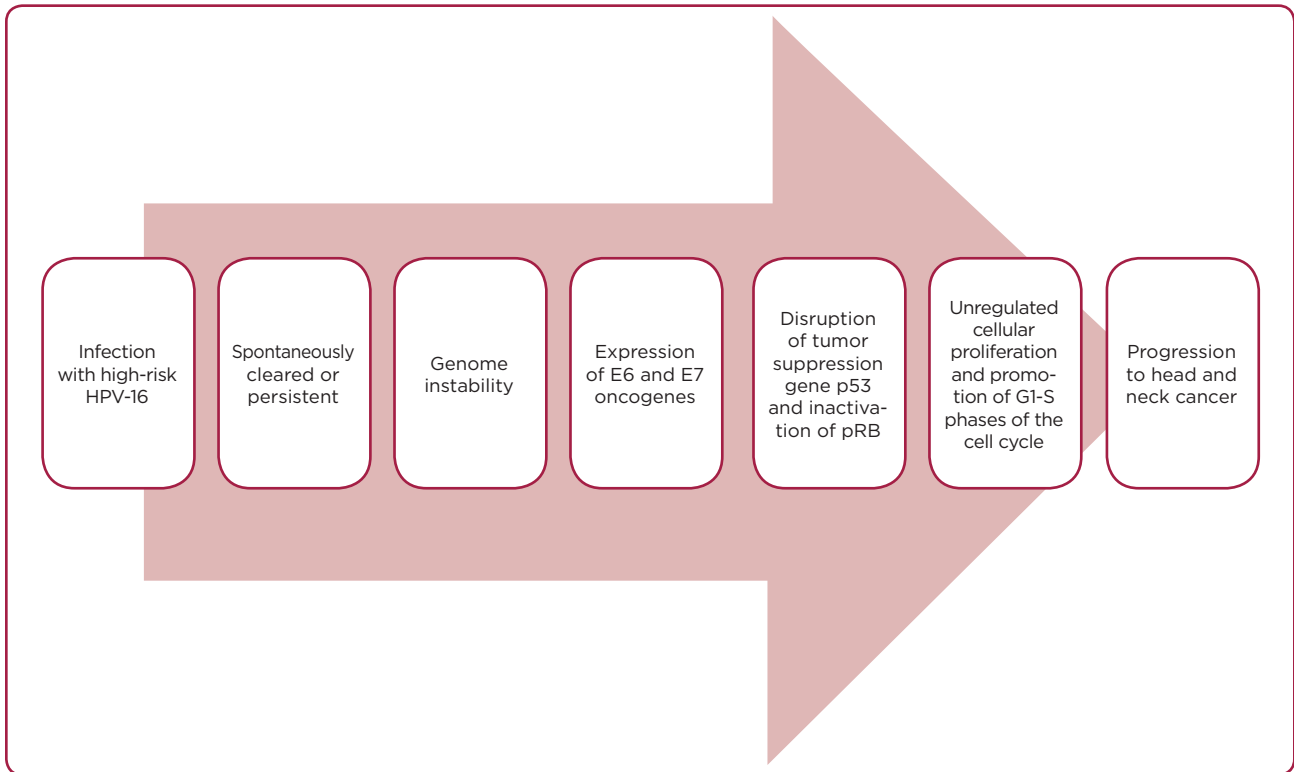 Infection
with high-risk
HPV-16
Spontaneously
cleared or
persistent
Genome
instability
Expression
of E6 and E7
oncogenes
Disruption
of tumor
suppression
gene p53
and inactiva-
tion of pRB
Unregulated
cellular
proliferation
and promo-
tion of G1-S
phases of the
cell cycle
Progression
to head and
neck cancer